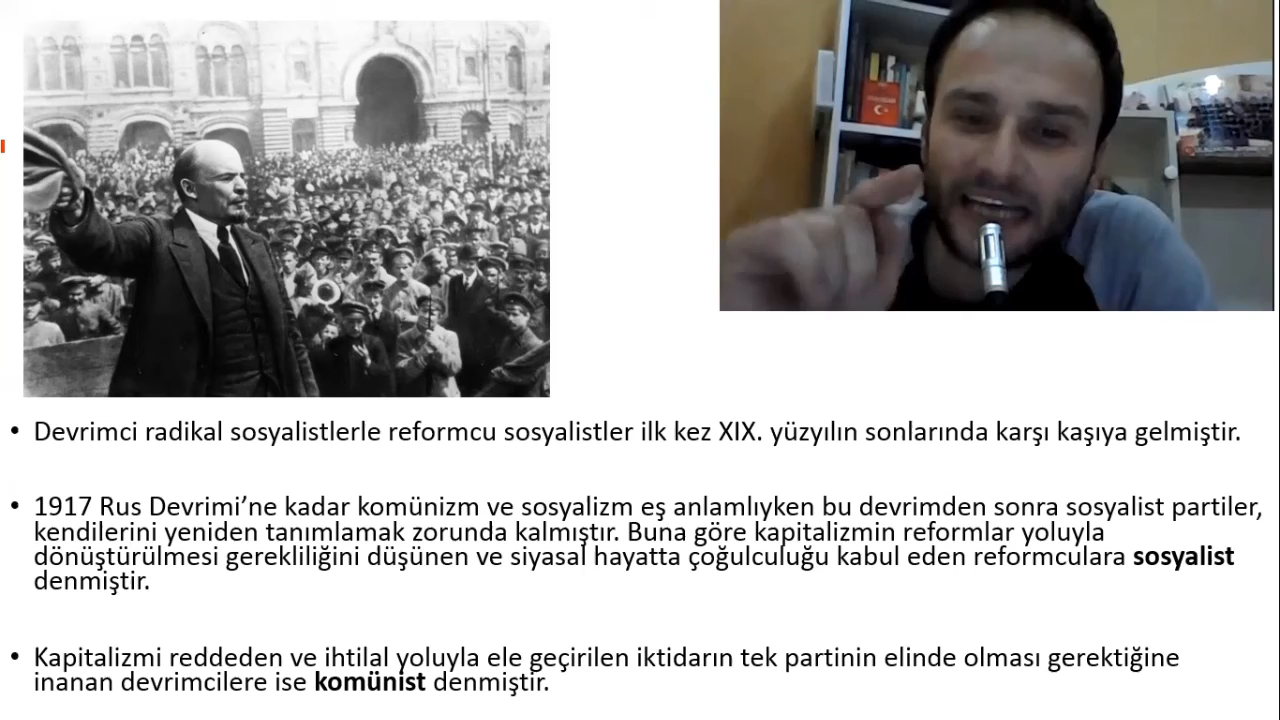 • Devrimci radikal sosyalistlerle reformcu sosyalistler ilk kez XIX. yüzyılın sonlarında karşı kaşıya gelmiştir.
• 1917 Rus Devrimi’ne kadar komünizm ve sosyalizm eş anlamlıyken bu devrimden sonra sosyalist partiler,
kendilerini yeniden tanımlamak zorunda kalmıştır. Buna göre kapitalizmin reformlar yoluyla
dönüştürülmesi gerekliliğini düşünen ve siyasal hayatta çoğulculuğu kabul eden reformculara sosyalist
denmiştir.
• Kapitalizmi reddeden ve ihtilal yoluyla ele geçirilen iktidarın tek partinin elinde olması gerektiğine
inanan devrimcilere ise komünist denmiştir.